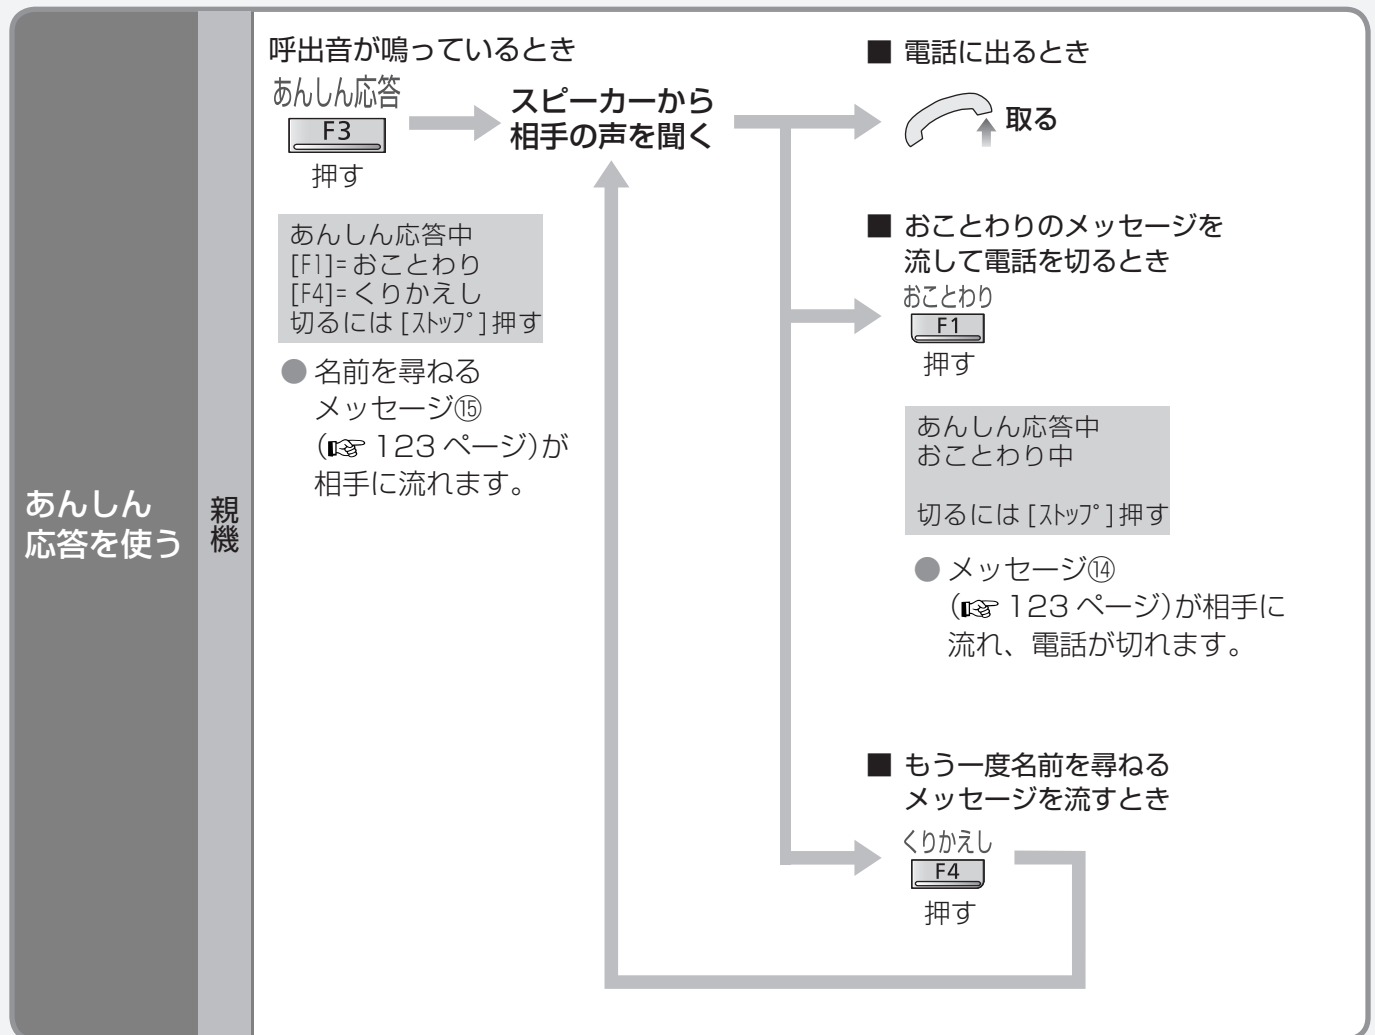 あんしん
応答を使う
親機
呼出音が鳴っているとき
あんしん応答
F3
押す
スピーカーから
相手の声を聞く
あんしん応答中
[F1]=おことわり
[F4]=くりかえし
切るには[ｽﾄｯﾌﾟ]押す
● 名前を尋ねる
メッセージ⑮
(☞ 123 ページ)が
相手に流れます。
■ 電話に出るとき
取る
■ おことわりのメッセージを
流して電話を切るとき
おことわり
F1
押す
あんしん応答中
おことわり中
切るには[ｽﾄｯﾌﾟ]押す
● メッセージ⑭
(☞ 123 ページ)が相手に
流れ、電話が切れます。
■ もう一度名前を尋ねる
メッセージを流すとき
くりかえし
F4
押す